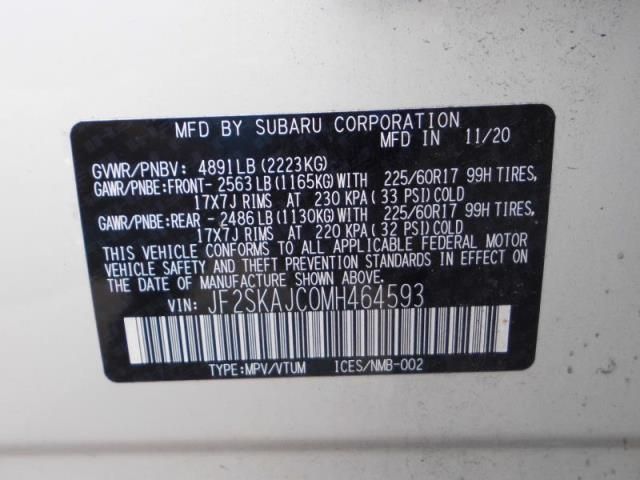 MFD BY SUBARU CORPORATION
MFD IN 11/20
GVWR/PNBV: 4891LB (2223KG)
GAWR/PNBE:FRONT- 2563LB (1165KG)WITH 225/60R17 99H TIRES,
17X7J RIMS AT 230 KPA (33 PSI)COLD
GAWR/PNBE:REAR - 2486LB (1130KG)WITH 225/60R17 99H TIRES,
17X7J RIMS AT 220 KPA (32 PSI)COLD
THIS VEHICLE CONFORMS TO ALL APPLICABLE FEDERAL MOTOR
VEHICLE SAFETY AND THEFT PREVENTION STANDARDS IN EFFECT ON
THE DATE OF MANUFACTURE SHOWN ABOVE.
VIN: JF2SKAJC0MH464593
TYPE:MPV/VTUM ICES/NMB-002